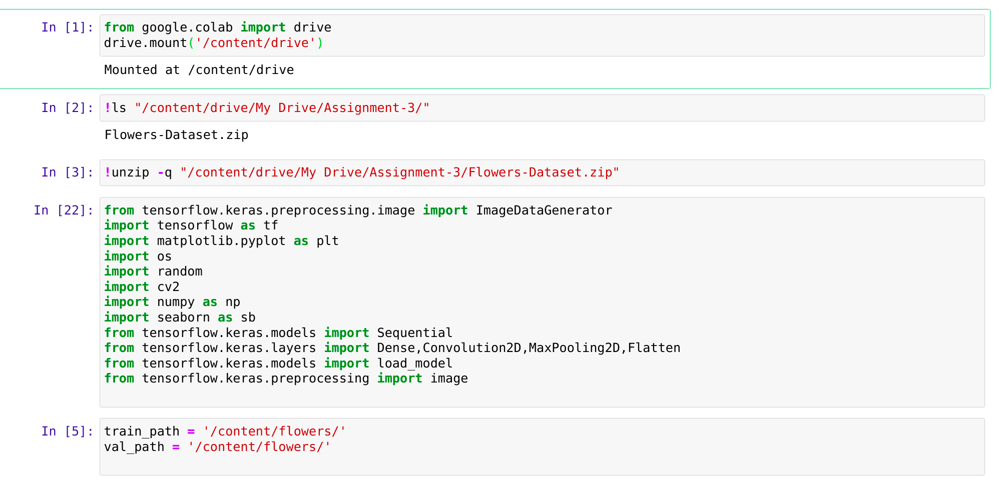 In [1]: from google.colab import drive
drive.mount('/content/drive')
Mounted at /content/drive
In [2]: !ls "/content/drive/My Drive/Assignment-3/"
Flowers-Dataset.zip
In [3]: !unzip -q "/content/drive/My Drive/Assignment-3/Flowers-Dataset.zip"
In [22]: from tensorflow.keras.preprocessing.image import ImageDataGenerator
import tensorflow as tf
import matplotlib.pyplot as plt
import os
import random
import cv2
import numpy as np
import seaborn as sb
from tensorflow.keras.models import Sequential
from tensorflow.keras.layers import Dense,Convolution2D,MaxPooling2D,Flatten
from tensorflow.keras.models import load_model
from tensorflow.keras.preprocessing import image
In [5]: train_path = '/content/flowers/'
val_path = '/content/flowers/'